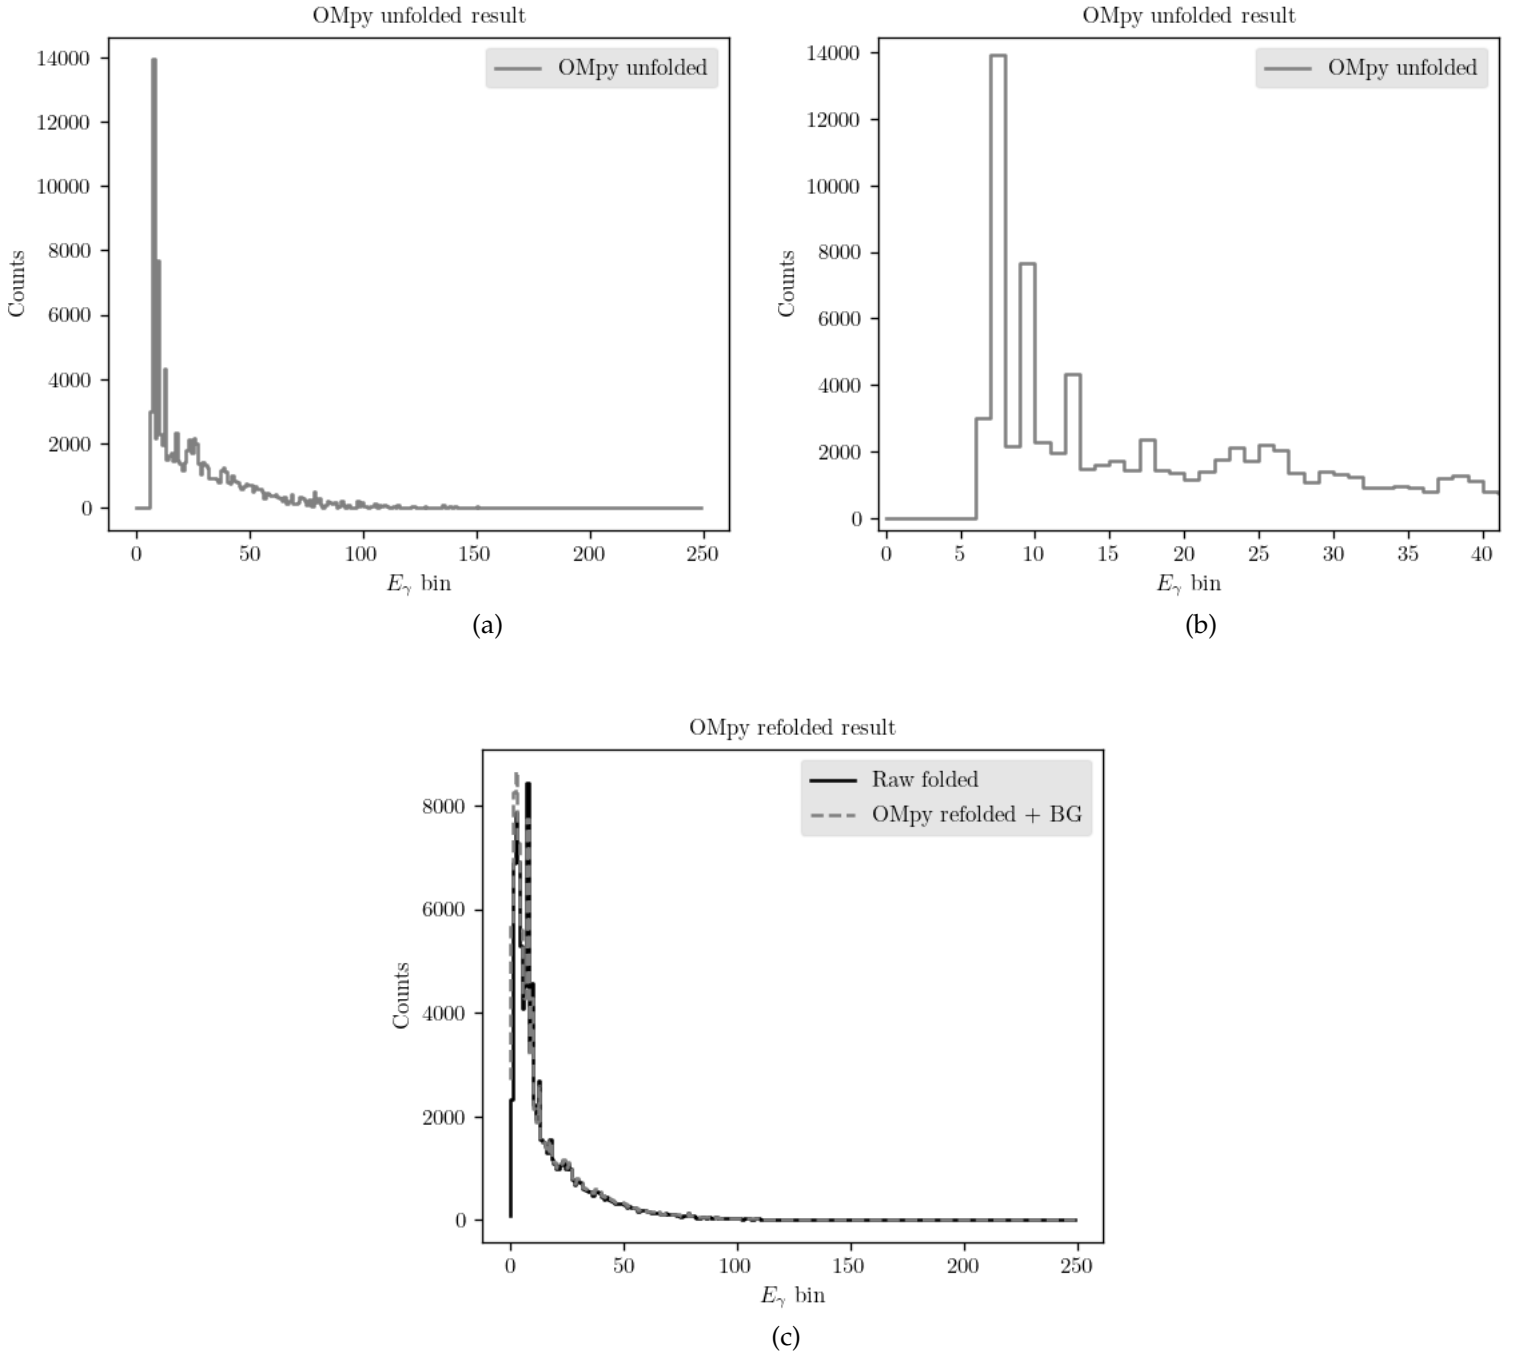 OMpy unfolded result
OMpy unfolded
14000
12000
10000
8000
6000
4000
2000
0
Counts
0 50 100 150 200 250
Eγ bin
(a)
OMpy unfolded result
OMpy unfolded
14000
12000
10000
8000
6000
4000
2000
0
Counts
0 5 10 15 20 25 30 35 40
Eγ bin
(b)
OMpy refolded result
Raw folded
OMpy refolded + BG
8000
6000
4000
2000
0
Counts
0 50 100 150 200 250
Eγ bin
(c)